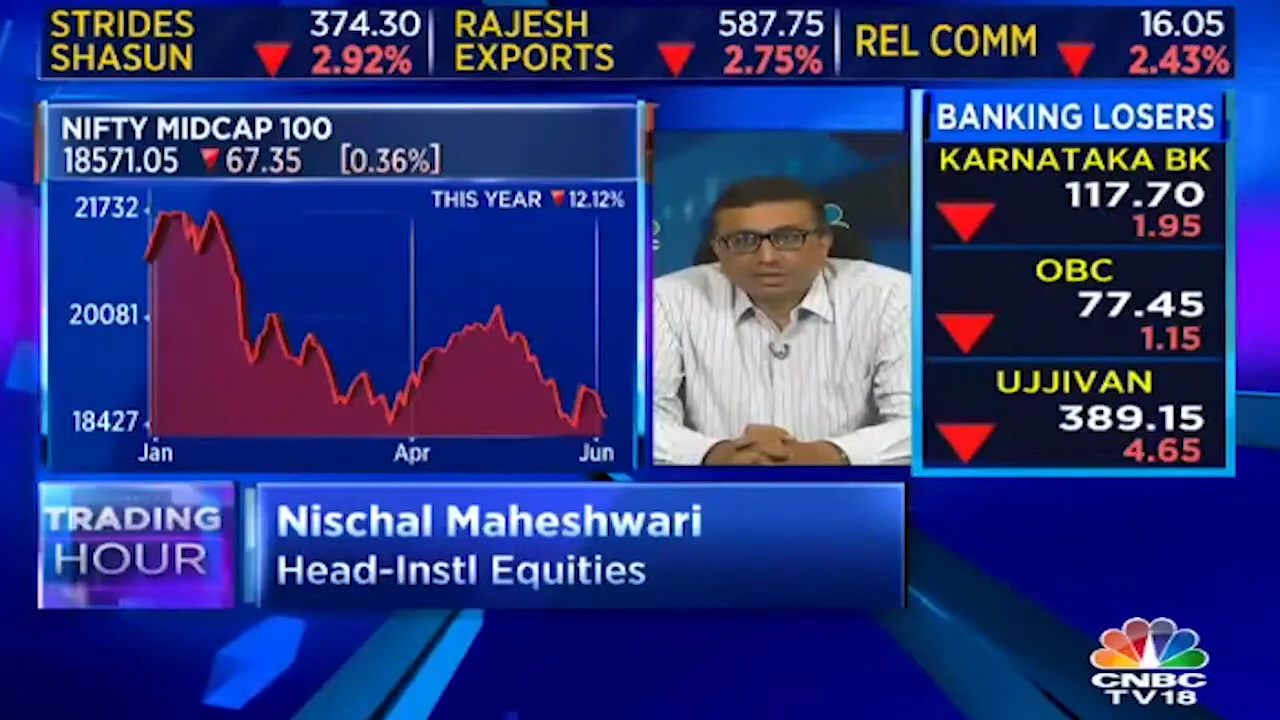 STRIDES SHASUN 374.30 2.92%
RAJESH EXPORTS 587.75 2.75%
REL COMM 16.05 2.43%
NIFTY MIDCAP 100
18571.05 67.35 [0.36%]
THIS YEAR 12.12%
21732
20081
18427
Jan Apr Jun
BANKING LOSERS
KARNATAKA BK
117.70
1.95
OBC
77.45
1.15
UJJIVAN
389.15
4.65
TRADING
HOUR
Nischal Maheshwari
Head-Instl Equities
CNBC
TV18